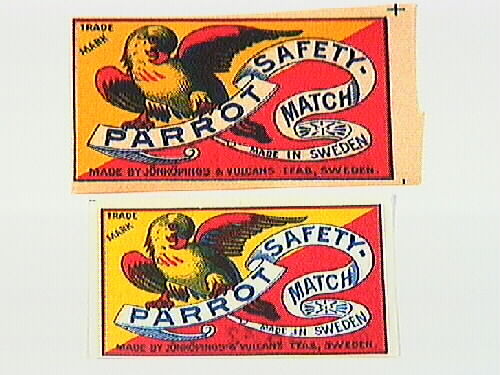 TRADE
MARK
PARROT
SAFETY-
MATCH
MADE IN SWEDEN
MADE BY JÖNKÖPINGS & VULCANS TFAB, SWEDEN.
TRADE
MARK
PARROT
SAFETY-
MATCH
MADE IN SWEDEN
MADE BY JÖNKÖPINGS & VULCANS TFAB, SWEDEN.